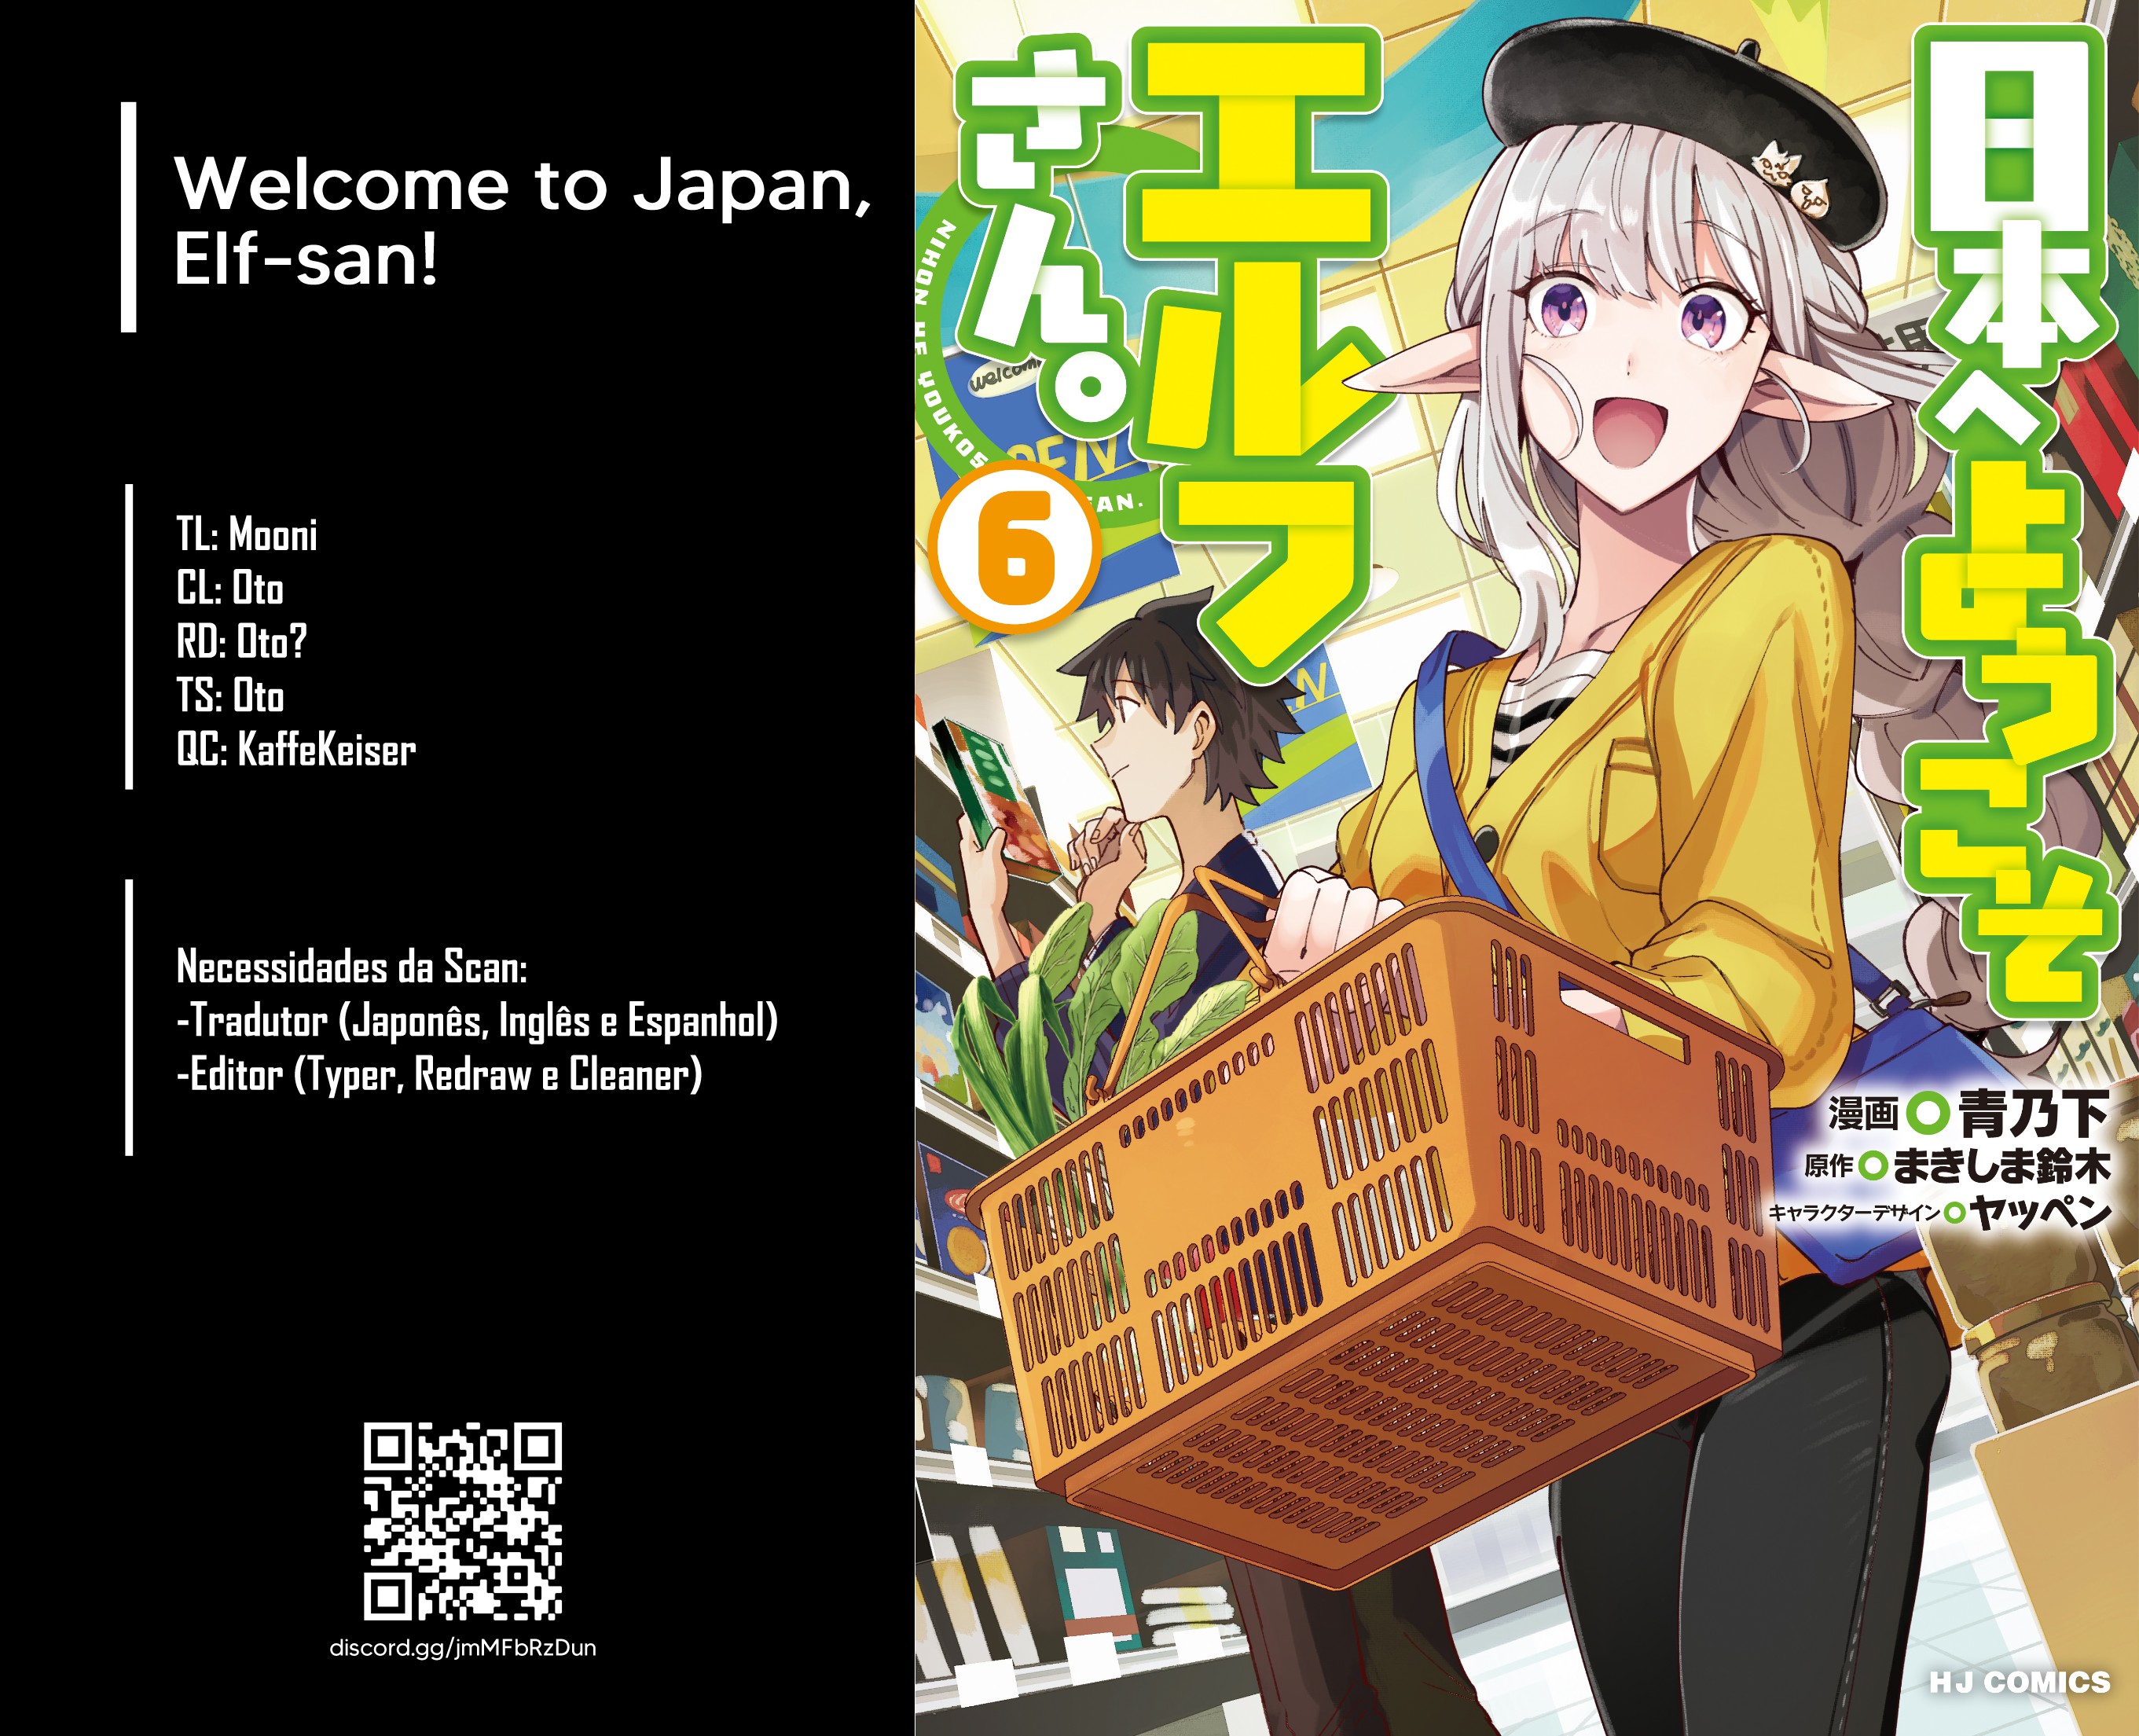 Welcome to Japan,
Elf-san!
TL: Mooni
CL: Oto
RD: Oto?
TS: Oto
QC: KaffeKeiser
Necessidades da Scan:
-Tradutor (Japonês, Inglês e Espanhol)
-Editor (Typer, Redraw e Cleaner)
discord.gg/jmMFbRzDun
日本へようこそ
エルフ
さん。
NIHON HE YOUKOS
AN.
welcom
6
漫画 青乃下
原作 まきしま鈴木
キャラクターデザイン ヤッペン
HJ COMICS